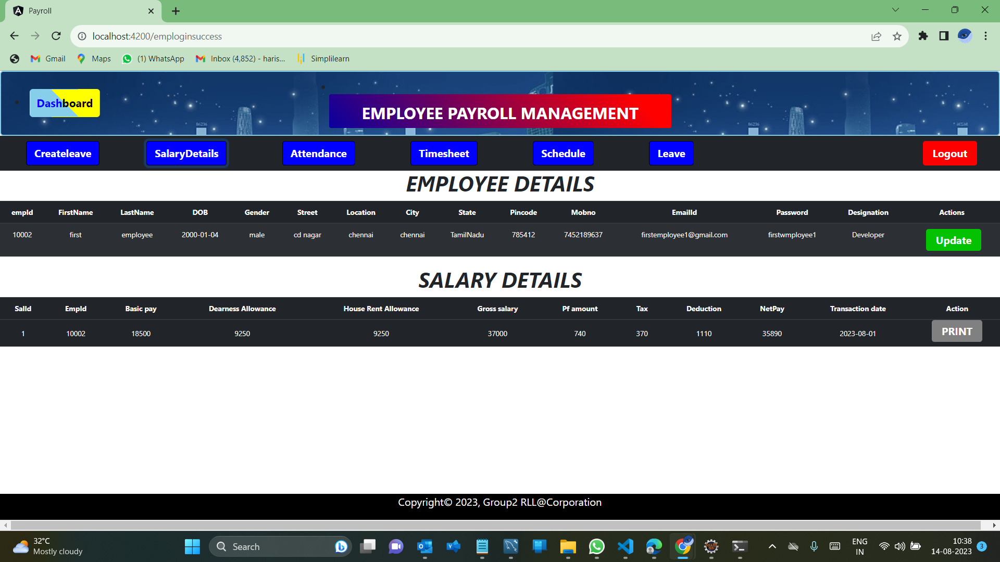 Payroll
localhost:4200/emploginsuccess
Gmail Maps (1) WhatsApp Inbox (4,852) - haris... Simplilearn
Dashboard
EMPLOYEE PAYROLL MANAGEMENT
Createleave SalaryDetails Attendance Timesheet Schedule Leave Logout
EMPLOYEE DETAILS
empId FirstName LastName DOB Gender Street Location City State Pincode Mobno EmailId Password Designation Actions
10002 first employee 2000-01-04 male cd nagar chennai chennai TamilNadu 785412 7452189637 firstemployee1@gmail.com firstwmployee1 Developer Update
SALARY DETAILS
SalId EmpId Basic pay Dearness Allowance House Rent Allowance Gross salary Pf amount Tax Deduction NetPay Transaction date Action
1 10002 18500 9250 9250 37000 740 370 1110 35890 2023-08-01 PRINT
Copyright© 2023, Group2 RLL@Corporation
32°C
Mostly cloudy
Search
ENG
IN
10:38
14-08-2023
3